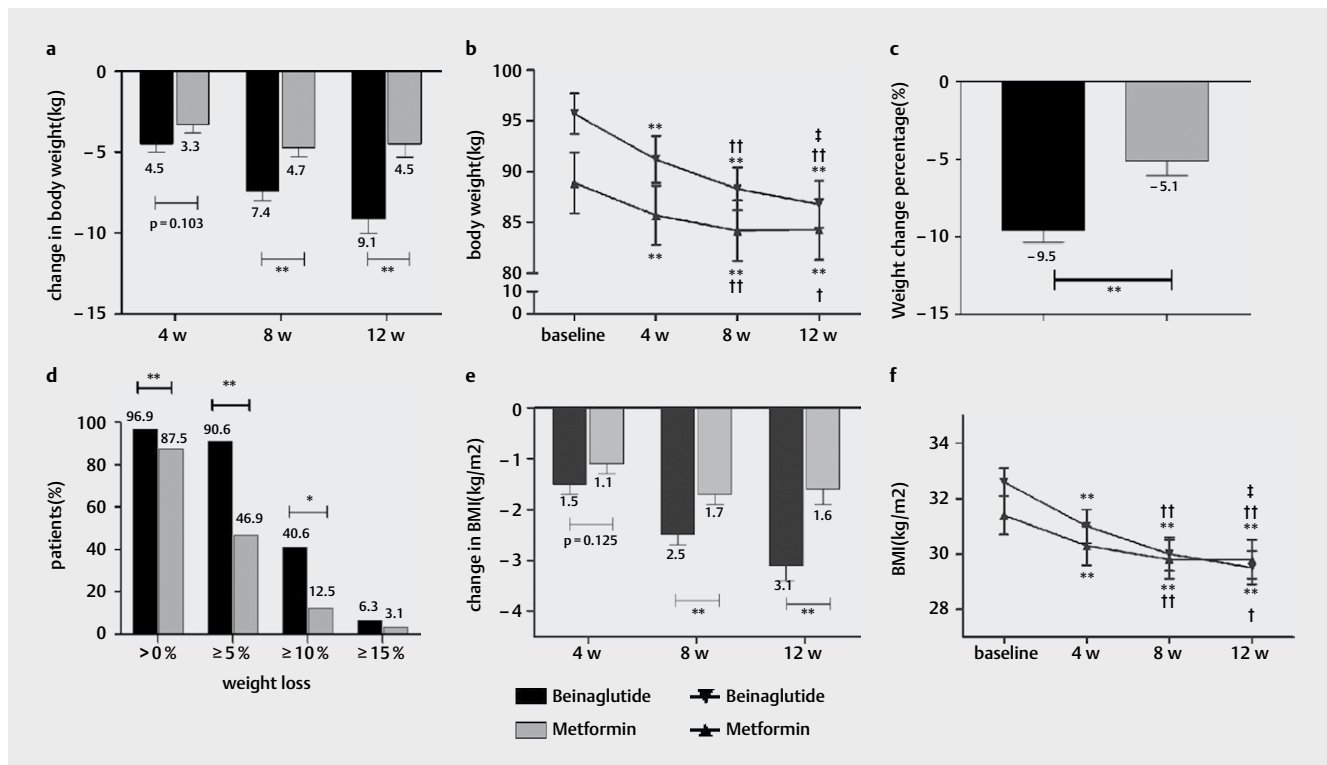 a
change in body weight(kg)
0
−5
−10
−15
4.5
3.3
7.4
4.7
9.1
4.5
p = 0.103
**
**
4 w
8 w
12 w
b
body weight(kg)
100
95
90
85
80
10
0
**
††
**
‡
††
**
**
**
††
**
†
baseline
4 w
8 w
12 w
c
Weight change percentage(%)
0
−5
−10
−15
−9.5
−5.1
**
d
patients(%)
100
80
60
40
20
0
**
**
*
96.9
87.5
90.6
46.9
40.6
12.5
6.3
3.1
>0 %
≥5 %
≥10 %
≥15 %
weight loss
e
change in BMI(kg/m2)
0
−1
−2
−3
−4
1.5
1.1
2.5
1.7
3.1
1.6
p = 0.125
**
**
4 w
8 w
12 w
f
BMI(kg/m2)
34
32
30
28
**
††
**
‡
††
**
**
**
††
**
†
baseline
4 w
8 w
12 w
Beinaglutide
Beinaglutide
Metformin
Metformin